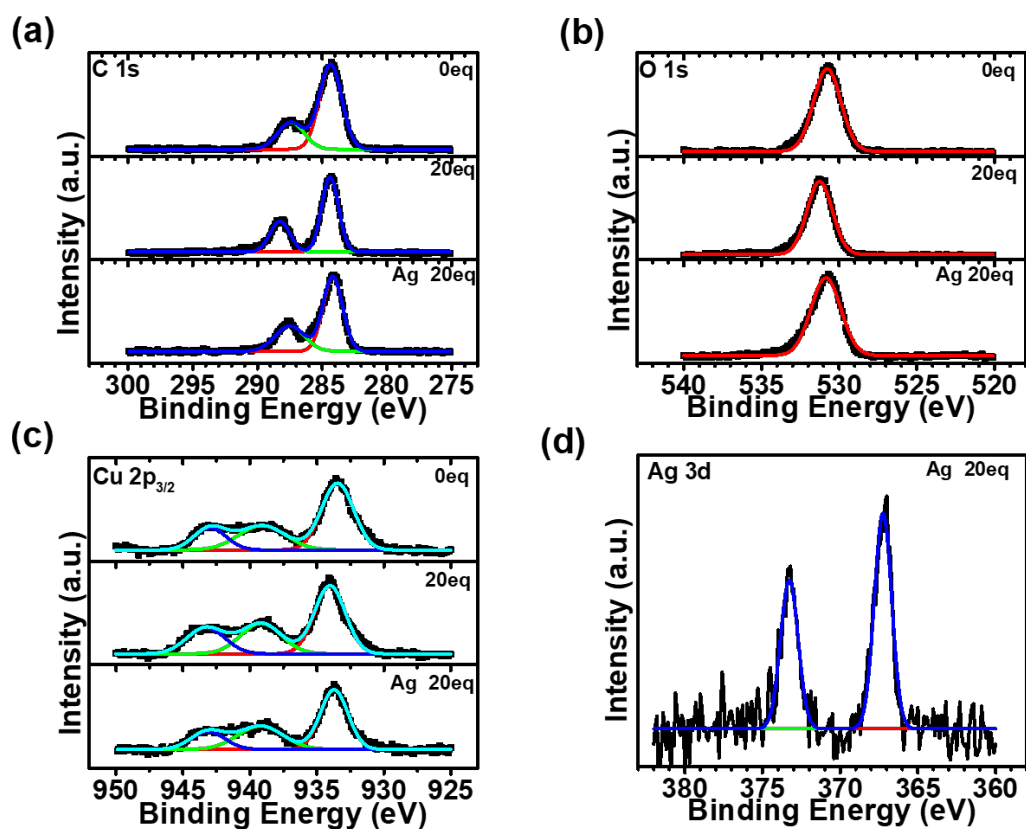 (a)
C 1s
0eq
20eq
Ag 20eq
Intensity (a.u.)
300 295 290 285 280 275
Binding Energy (eV)
(b)
O 1s
0eq
20eq
Ag 20eq
Intensity (a.u.)
540 535 530 525 520
Binding Energy (eV)
(c)
Cu 2p3/2
0eq
20eq
Ag 20eq
Intensity (a.u.)
950 945 940 935 930 925
Binding Energy (eV)
(d)
Ag 3d
Ag 20eq
Intensity (a.u.)
380 375 370 365 360
Binding Energy (eV)